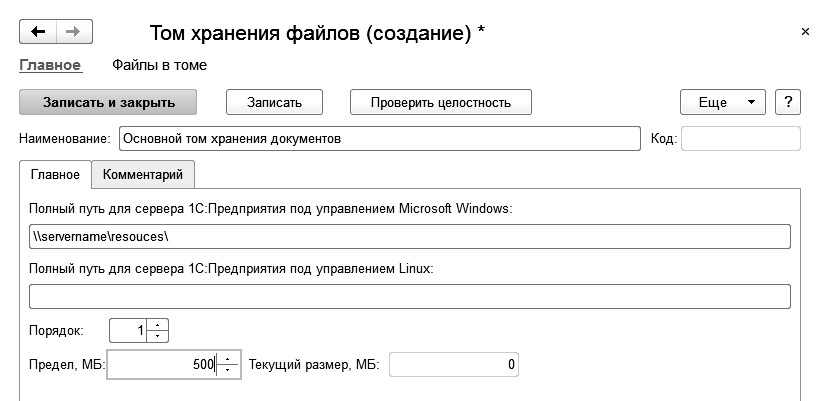 Том хранения файлов (создание) *
Главное Файлы в томе
Записать и закрыть Записать Проверить целостность Еще ?
Наименование: Основной том хранения документов Код:
Главное Комментарий
Полный путь для сервера 1С:Предприятия под управлением Microsoft Windows:
\\servername\resouces\
Полный путь для сервера 1С:Предприятия под управлением Linux:
Порядок: 1
Предел, МБ: 500 Текущий размер, МБ: 0